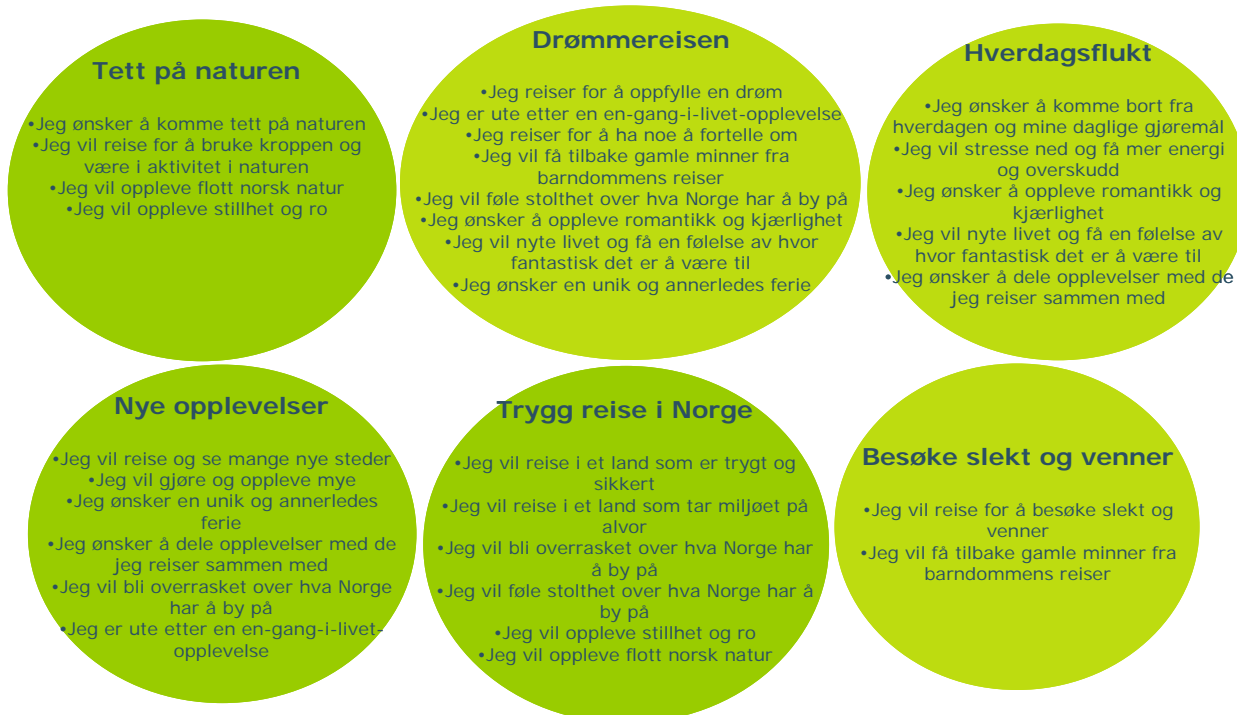 Tett på naturen
•Jeg ønsker å komme tett på naturen
•Jeg vil reise for å bruke kroppen og
være i aktivitet i naturen
•Jeg vil oppleve flott norsk natur
•Jeg vil oppleve stillhet og ro
Drømmereisen
•Jeg reiser for å oppfylle en drøm
•Jeg er ute etter en en-gang-i-livet-opplevelse
•Jeg reiser for å ha noe å fortelle om
•Jeg vil få tilbake gamle minner fra
barndommens reiser
•Jeg vil føle stolthet over hva Norge har å by på
•Jeg ønsker å oppleve romantikk og kjærlighet
•Jeg vil nyte livet og få en følelse av hvor
fantastisk det er å være til
•Jeg ønsker en unik og annerledes ferie
Hverdagsflukt
•Jeg ønsker å komme bort fra
hverdagen og mine daglige gjøremål
•Jeg vil stresse ned og få mer energi
og overskudd
•Jeg ønsker å oppleve romantikk og
kjærlighet
•Jeg vil nyte livet og få en følelse av
hvor fantastisk det er å være til
•Jeg ønsker å dele opplevelser med de
jeg reiser sammen med
Nye opplevelser
•Jeg vil reise og se mange nye steder
•Jeg vil gjøre og oppleve mye
•Jeg ønsker en unik og annerledes
ferie
•Jeg ønsker å dele opplevelser med de
jeg reiser sammen med
•Jeg vil bli overrasket over hva Norge
har å by på
•Jeg er ute etter en en-gang-i-livet-
opplevelse
Trygg reise i Norge
•Jeg vil reise i et land som er trygt og
sikkert
•Jeg vil reise i et land som tar miljøet på
alvor
•Jeg vil bli overrasket over hva Norge har
å by på
•Jeg vil føle stolthet over hva Norge har å
by på
•Jeg vil oppleve stillhet og ro
•Jeg vil oppleve flott norsk natur
Besøke slekt og venner
•Jeg vil reise for å besøke slekt og
venner
•Jeg vil få tilbake gamle minner fra
barndommens reiser